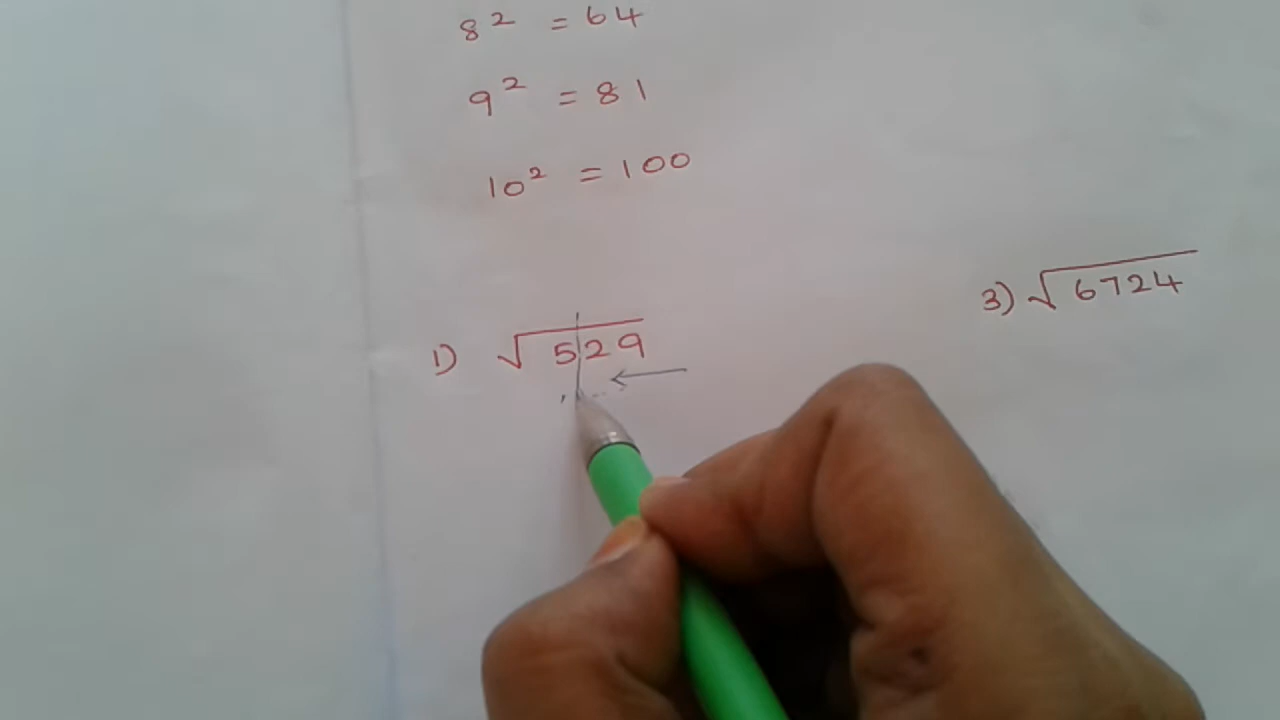 8² = 64
9² = 81
10² = 100
3) √6724
1) √529